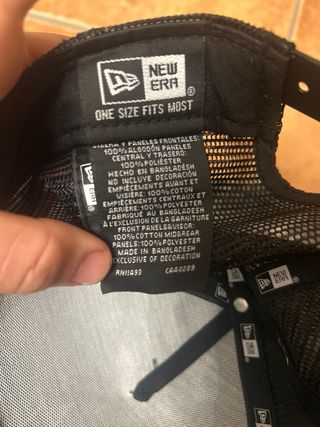 NEW
ERA
®
ONE SIZE FITS MOST
VISERA Y PANELES FRONTALES:
100%ALGODÓN PANELES
CENTRAL Y TRASERO:
100%POLIÉSTER
HECHO EN BANGLADESH
NO INCLUYE DECORACIÓN
EMPIÈCEMENTS AVANT ET
VISIÈRE: 100% COTON
EMPIÈCEMENTS CENTRAUX ET
ARRIÈRE: 100% POLYESTER
FABRIQUÉ AU BANGLADESH
À L'EXCLUSION DE LA GARNITURE
FRONT PANELS&VISOR:
100%COTTON MID&REAR
PANELS:100%POLYESTER
MADE IN BANGLADESH
EXCLUSIVE OF DECORATION
RN11493 CA40289
NEW
ERA